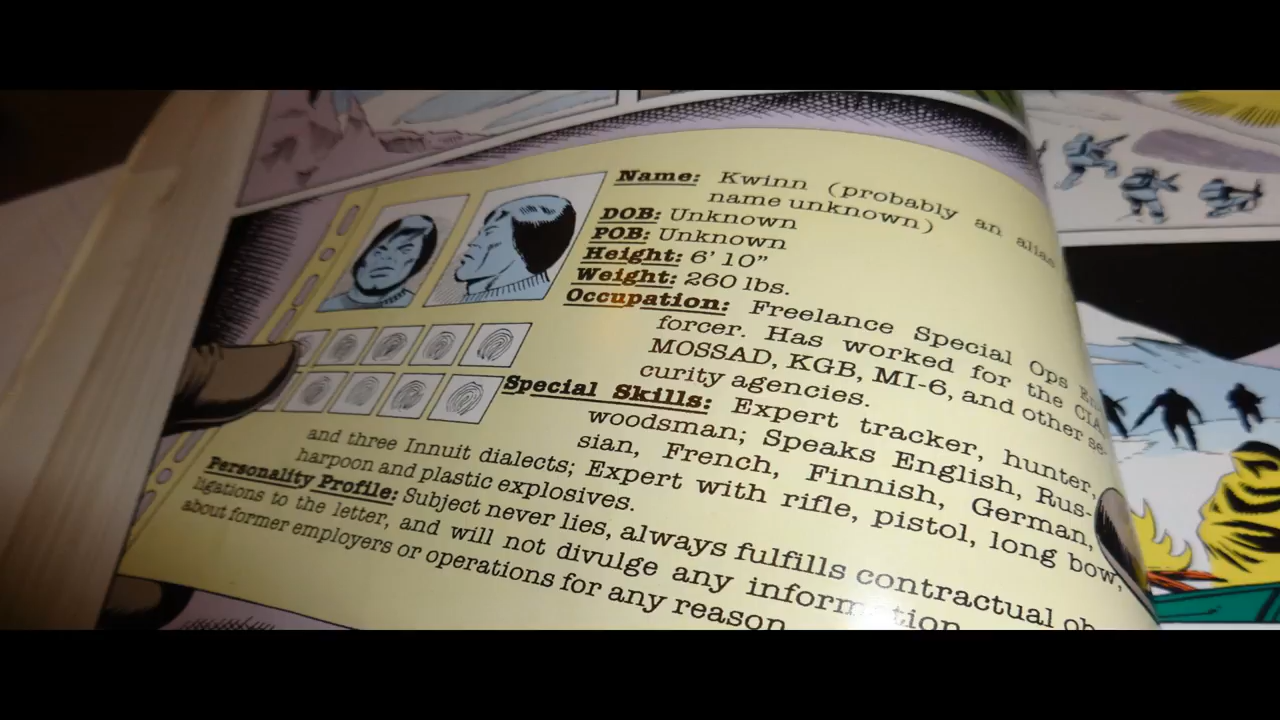 Name: Kwinn (probably an alias
name unknown)
DOB: Unknown
POB: Unknown
Height: 6' 10"
Weight: 260 lbs.
Occupation: Freelance Special Ops En-
forcer. Has worked for the CIA,
MOSSAD, KGB, MI-6, and other se-
curity agencies.
Special Skills: Expert tracker, hunter,
woodsman; Speaks English, Rus-
sian, French, Finnish, German,
and three Innuit dialects; Expert with rifle, pistol, long bow,
harpoon and plastic explosives.
Personality Profile: Subject never lies, always fulfills contractual ob-
ligations to the letter, and will not divulge any information
about former employers or operations for any reason